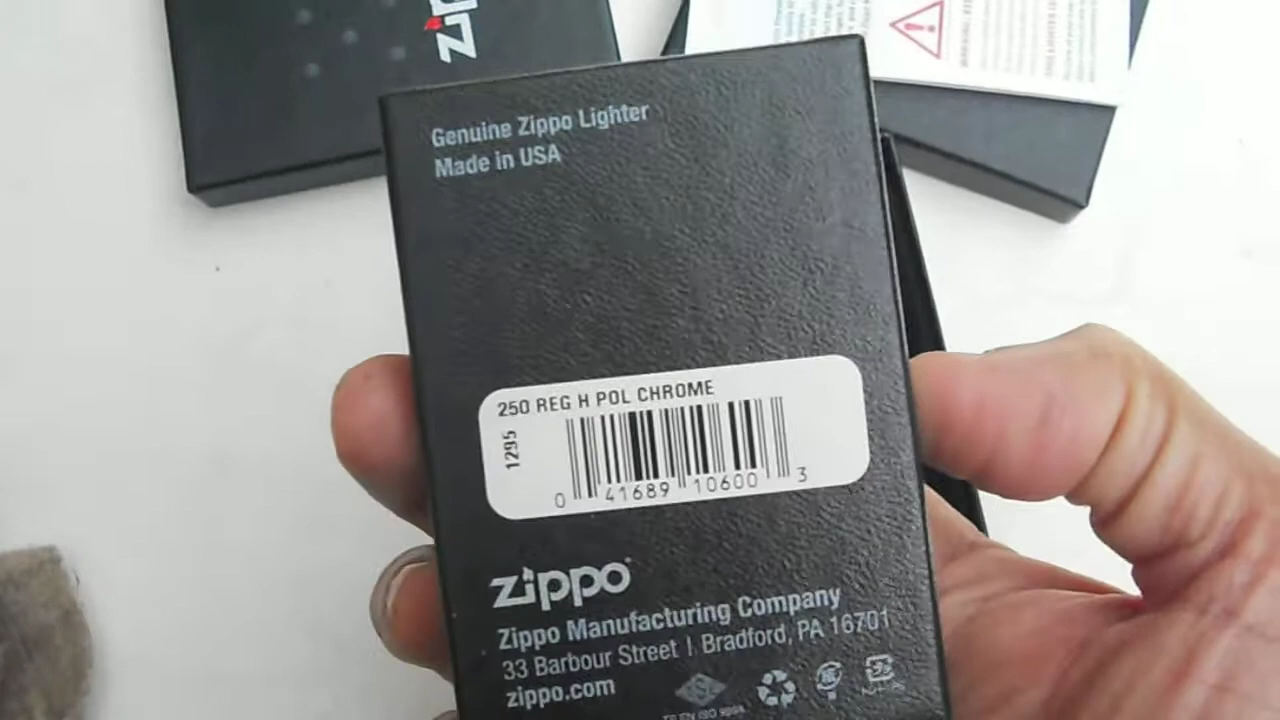 zip
Genuine Zippo Lighter
Made in USA
250 REG H POL CHROME
1295
0 41689 10600 3
zippo
Zippo Manufacturing Company
33 Barbour Street | Bradford, PA 16701
zippo.com